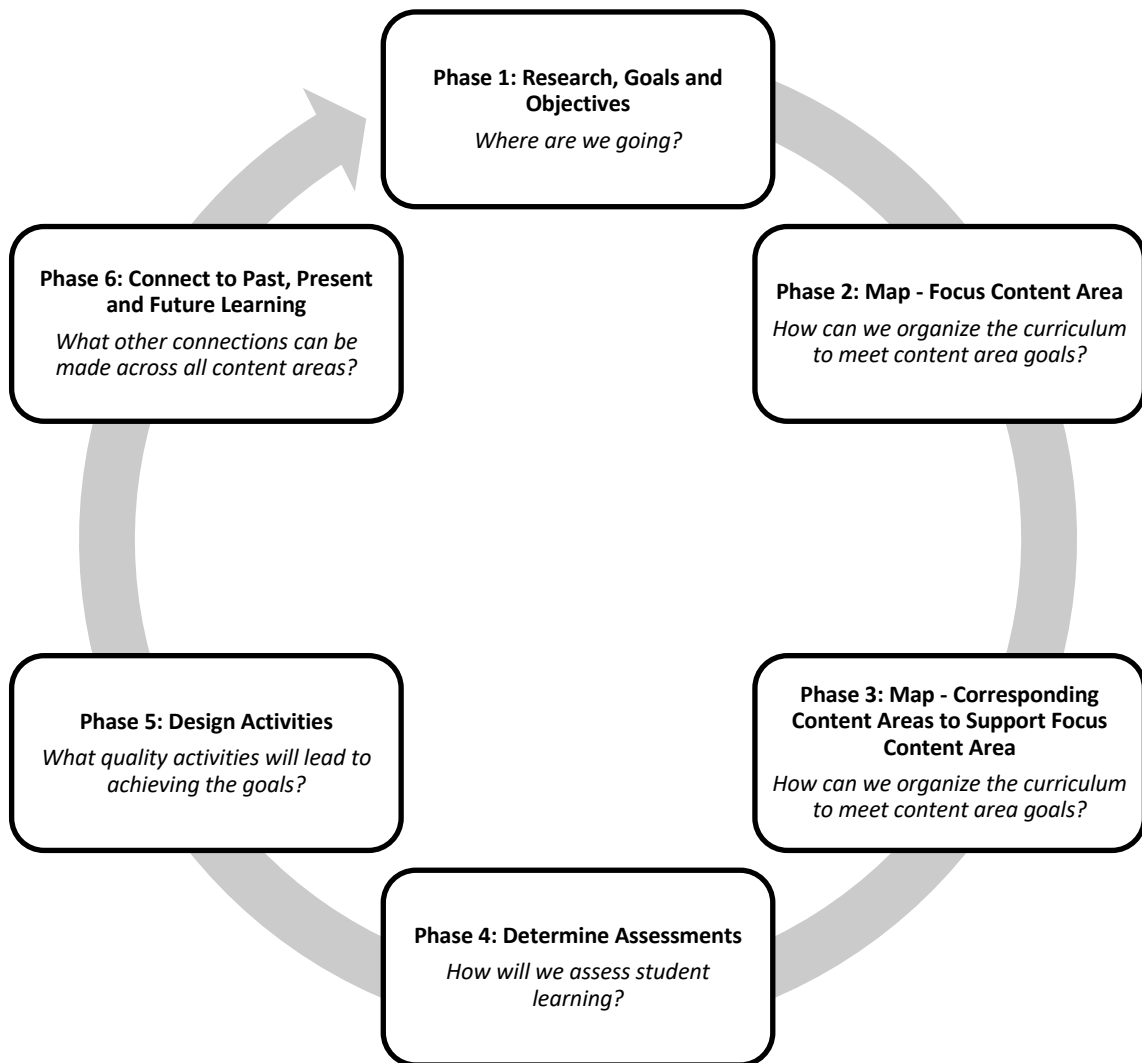 Phase 1: Research, Goals and
Objectives
Where are we going?
Phase 2: Map - Focus Content Area
How can we organize the curriculum
to meet content area goals?
Phase 3: Map - Corresponding
Content Areas to Support Focus
Content Area
How can we organize the curriculum
to meet content area goals?
Phase 4: Determine Assessments
How will we assess student
learning?
Phase 5: Design Activities
What quality activities will lead to
achieving the goals?
Phase 6: Connect to Past, Present
and Future Learning
What other connections can be
made across all content areas?